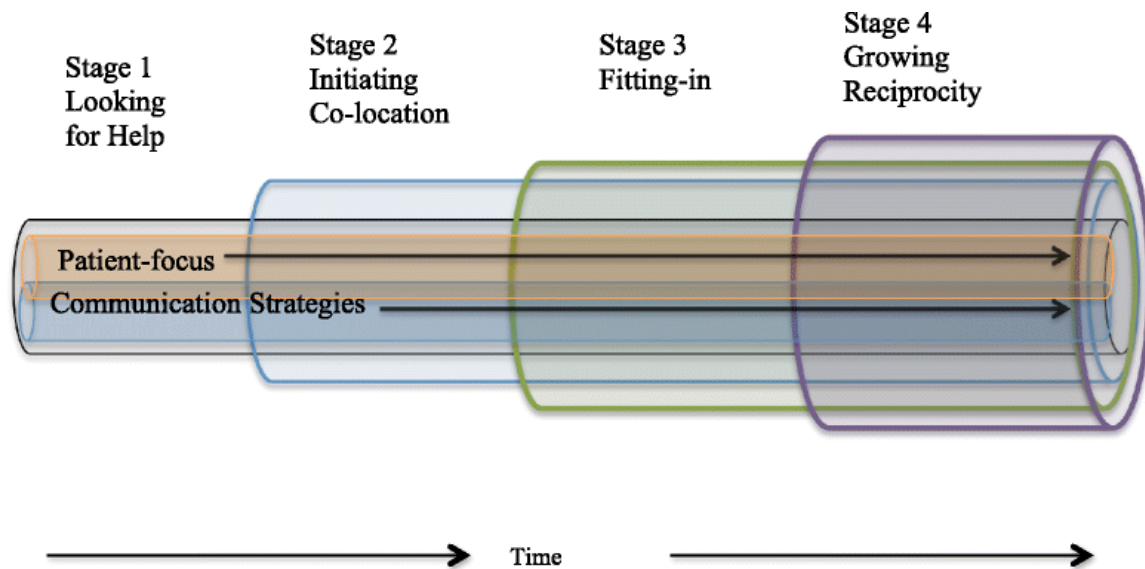 Stage 1
Looking
for Help
Stage 2
Initiating
Co-location
Stage 3
Fitting-in
Stage 4
Growing
Reciprocity
Patient-focus
Communication Strategies
Time